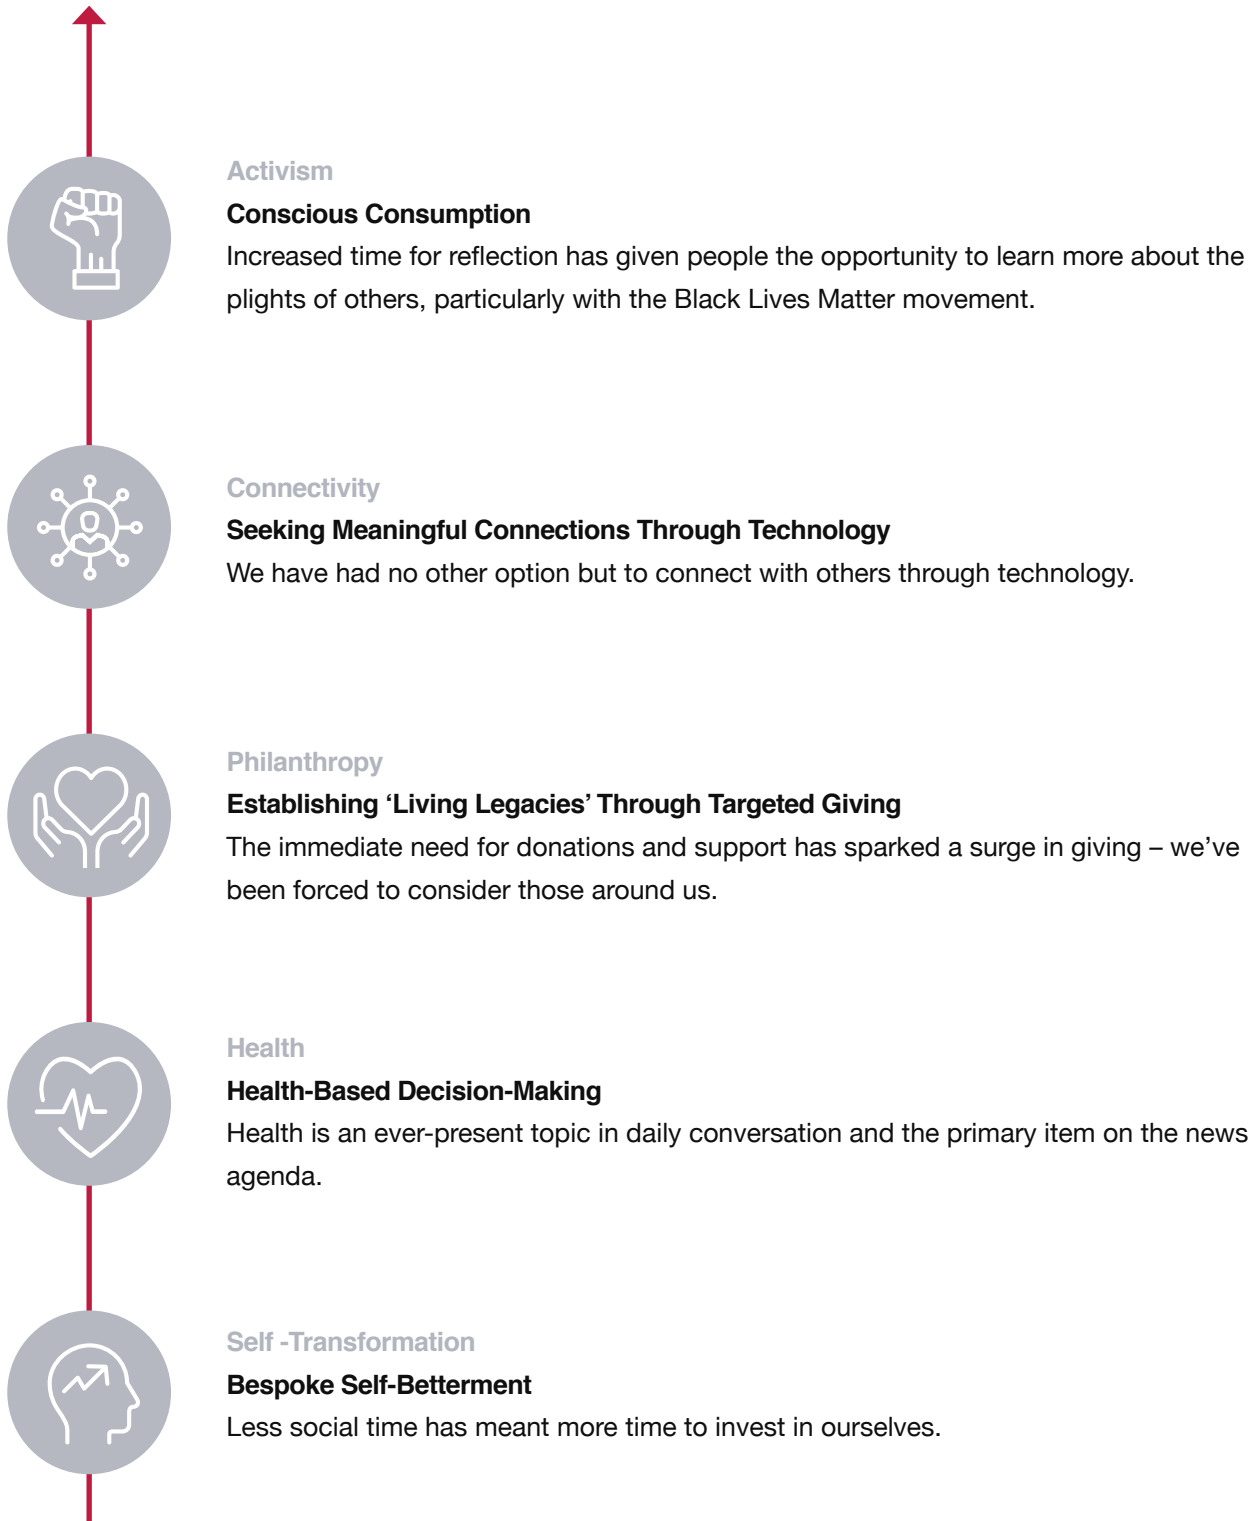 Activism
Conscious Consumption
Increased time for reflection has given people the opportunity to learn more about the
plights of others, particularly with the Black Lives Matter movement.
Connectivity
Seeking Meaningful Connections Through Technology
We have had no other option but to connect with others through technology.
Philanthropy
Establishing ‘Living Legacies’ Through Targeted Giving
The immediate need for donations and support has sparked a surge in giving – we’ve
been forced to consider those around us.
Health
Health-Based Decision-Making
Health is an ever-present topic in daily conversation and the primary item on the news
agenda.
Self -Transformation
Bespoke Self-Betterment
Less social time has meant more time to invest in ourselves.